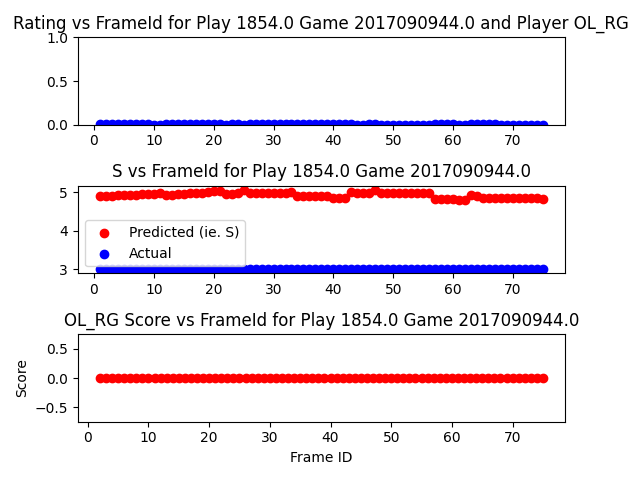 Rating vs FrameId for Play 1854.0 Game 2017090944.0 and Player OL_RG
1.0
0.5
0.0
0 10 20 30 40 50 60 70
S vs FrameId for Play 1854.0 Game 2017090944.0
5
4
3
Predicted (ie. S)
Actual
0 10 20 30 40 50 60 70
OL_RG Score vs FrameId for Play 1854.0 Game 2017090944.0
Score
0.5
0.0
−0.5
0 10 20 30 40 50 60 70
Frame ID